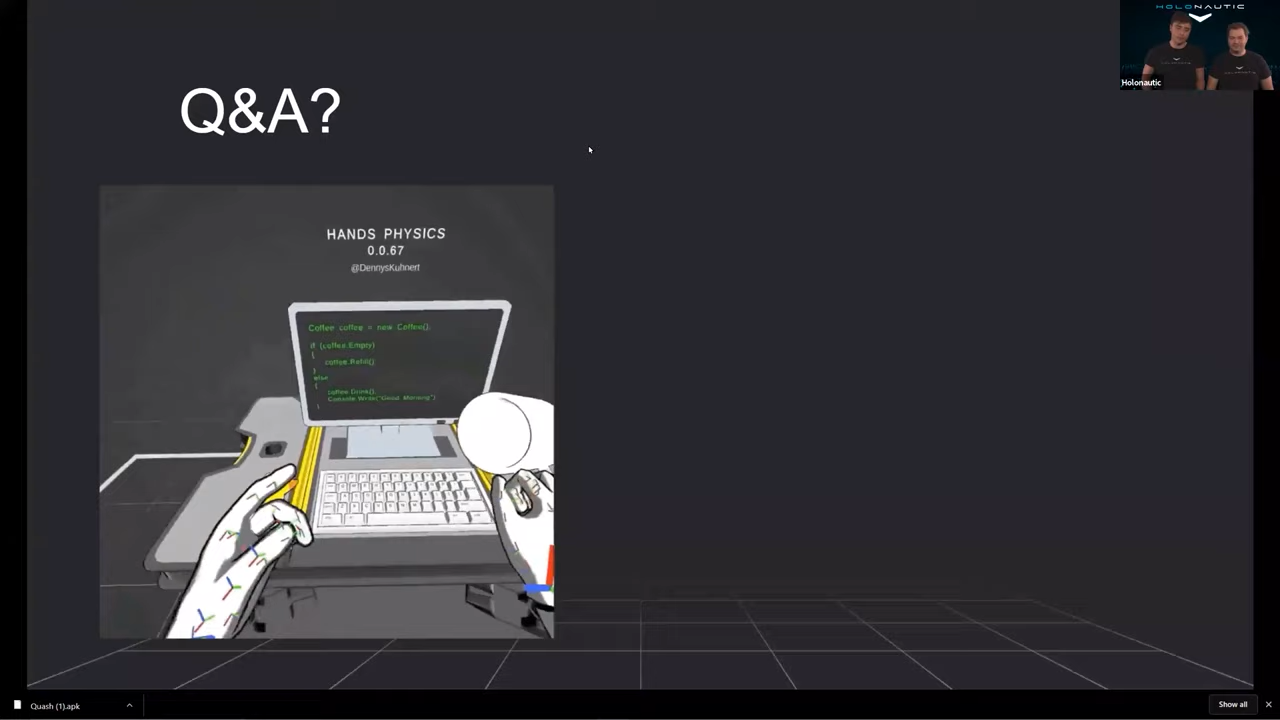 HOLONAUTIC
Holonautic
Q&A?
HANDS PHYSICS
0.0.67
@DennysKuhnert
Coffee coffee = new Coffee();
if (coffee.Empty)
{
coffee.Refill()
}
else
{
coffee.Drink();
Console.Write("Good Morning")
}
Quash (1).apk
Show all